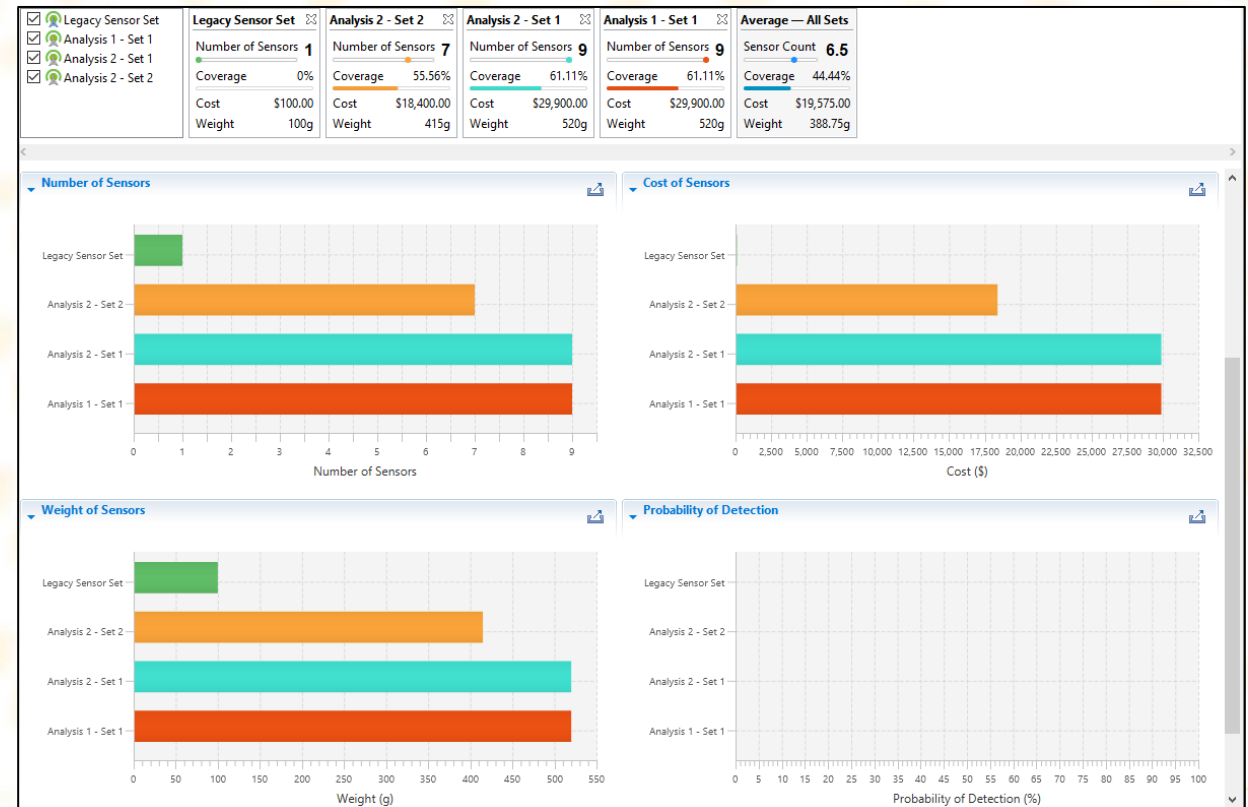 Legacy Sensor Set
Analysis 1 - Set 1
Analysis 2 - Set 1
Analysis 2 - Set 2
Legacy Sensor Set
Number of Sensors 1
Coverage 0%
Cost $100.00
Weight 100g
Analysis 2 - Set 2
Number of Sensors 7
Coverage 55.56%
Cost $18,400.00
Weight 415g
Analysis 2 - Set 1
Number of Sensors 9
Coverage 61.11%
Cost $29,900.00
Weight 520g
Analysis 1 - Set 1
Number of Sensors 9
Coverage 61.11%
Cost $29,900.00
Weight 520g
Average — All Sets
Sensor Count 6.5
Coverage 44.44%
Cost $19,575.00
Weight 388.75g
Number of Sensors
Legacy Sensor Set
Analysis 2 - Set 2
Analysis 2 - Set 1
Analysis 1 - Set 1
0 1 2 3 4 5 6 7 8 9
Number of Sensors
Cost of Sensors
Legacy Sensor Set
Analysis 2 - Set 2
Analysis 2 - Set 1
Analysis 1 - Set 1
0 2,500 5,000 7,500 10,000 12,500 15,000 17,500 20,000 22,500 25,000 27,500 30,000 32,500
Cost ($)
Weight of Sensors
Legacy Sensor Set
Analysis 2 - Set 2
Analysis 2 - Set 1
Analysis 1 - Set 1
0 50 100 150 200 250 300 350 400 450 500 550
Weight (g)
Probability of Detection
Legacy Sensor Set
Analysis 2 - Set 2
Analysis 2 - Set 1
Analysis 1 - Set 1
0 5 10 15 20 25 30 35 40 45 50 55 60 65 70 75 80 85 90 95 100
Probability of Detection (%)